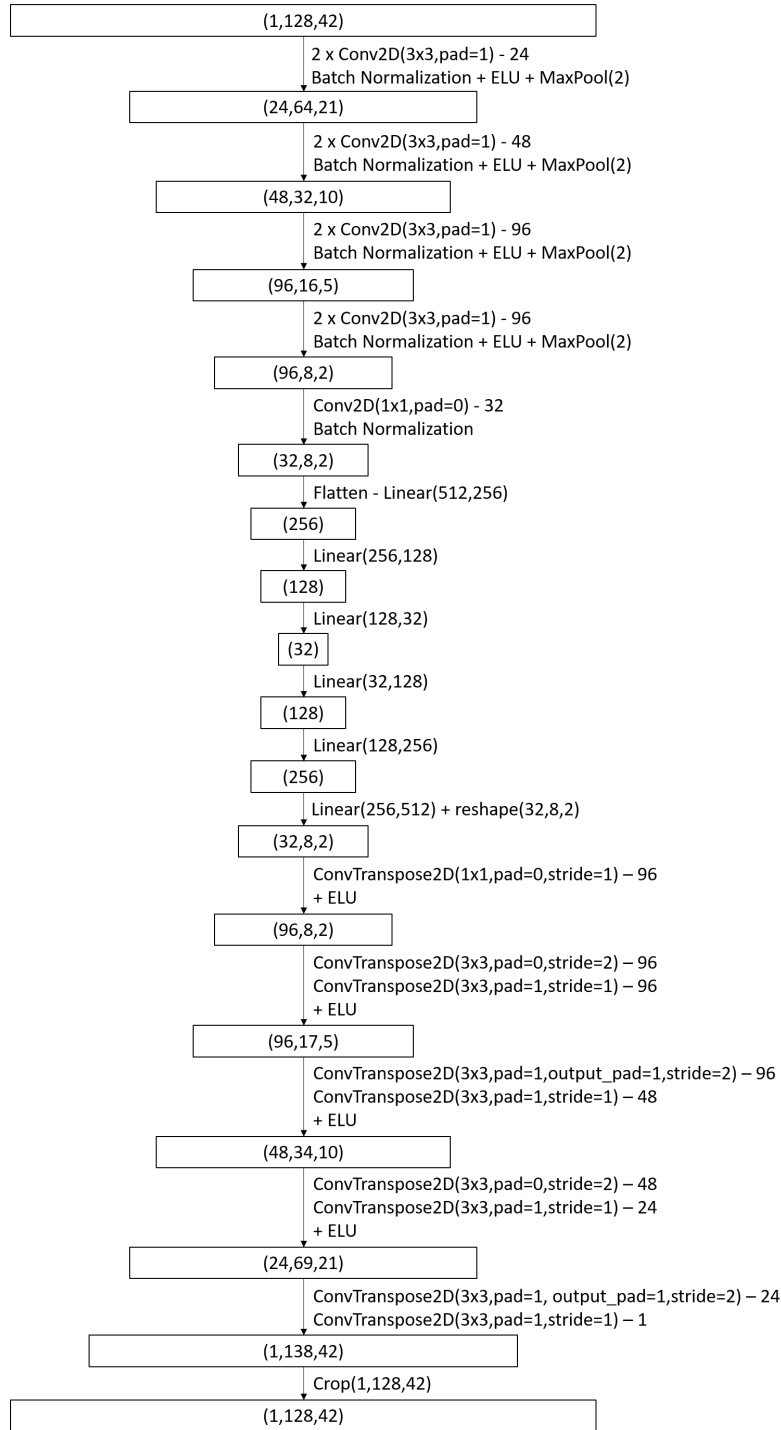 (1,128,42)
2 x Conv2D(3x3,pad=1) - 24
Batch Normalization + ELU + MaxPool(2)
(24,64,21)
2 x Conv2D(3x3,pad=1) - 48
Batch Normalization + ELU + MaxPool(2)
(48,32,10)
2 x Conv2D(3x3,pad=1) - 96
Batch Normalization + ELU + MaxPool(2)
(96,16,5)
2 x Conv2D(3x3,pad=1) - 96
Batch Normalization + ELU + MaxPool(2)
(96,8,2)
Conv2D(1x1,pad=0) - 32
Batch Normalization
(32,8,2)
Flatten - Linear(512,256)
(256)
Linear(256,128)
(128)
Linear(128,32)
(32)
Linear(32,128)
(128)
Linear(128,256)
(256)
Linear(256,512) + reshape(32,8,2)
(32,8,2)
ConvTranspose2D(1x1,pad=0,stride=1) – 96
+ ELU
(96,8,2)
ConvTranspose2D(3x3,pad=0,stride=2) – 96
ConvTranspose2D(3x3,pad=1,stride=1) – 96
+ ELU
(96,17,5)
ConvTranspose2D(3x3,pad=1,output_pad=1,stride=2) – 96
ConvTranspose2D(3x3,pad=1,stride=1) – 48
+ ELU
(48,34,10)
ConvTranspose2D(3x3,pad=0,stride=2) – 48
ConvTranspose2D(3x3,pad=1,stride=1) – 24
+ ELU
(24,69,21)
ConvTranspose2D(3x3,pad=1, output_pad=1,stride=2) – 24
ConvTranspose2D(3x3,pad=1,stride=1) – 1
(1,138,42)
Crop(1,128,42)
(1,128,42)